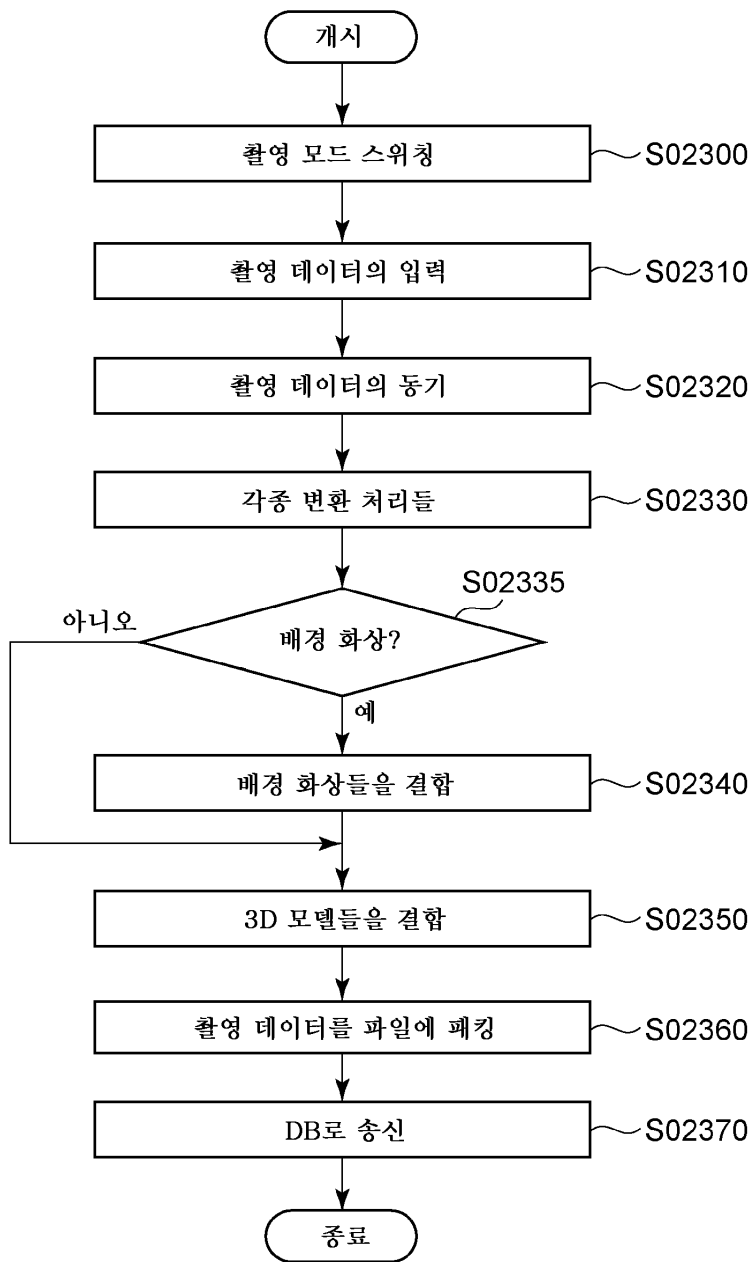 개시
촬영 모드 스위칭
S02300
촬영 데이터의 입력
S02310
촬영 데이터의 동기
S02320
각종 변환 처리들
S02330
S02335
아니오
배경 화상?
예
배경 화상들을 결합
S02340
3D 모델들을 결합
S02350
촬영 데이터를 파일에 패킹
S02360
DB로 송신
S02370
종료